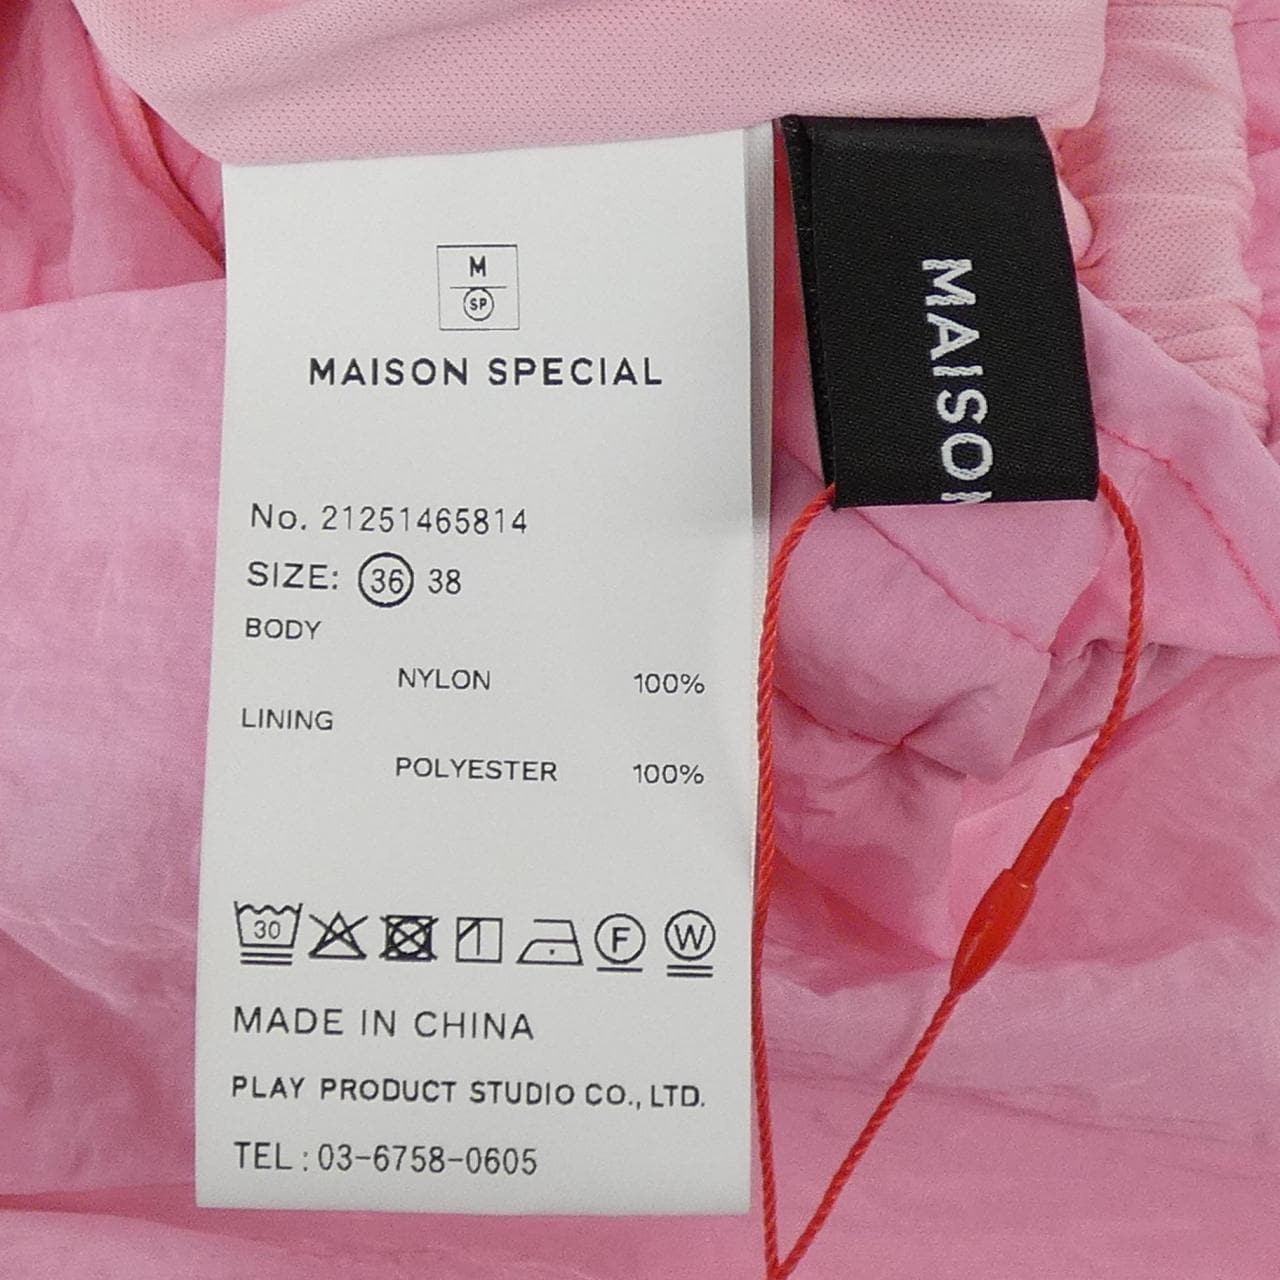 M
SP
MAISON SPECIAL
No. 21251465814
SIZE: 36 38
BODY
NYLON 100%
LINING
POLYESTER 100%
30
F
W
MADE IN CHINA
PLAY PRODUCT STUDIO CO., LTD.
TEL : 03-6758-0605
MAISON